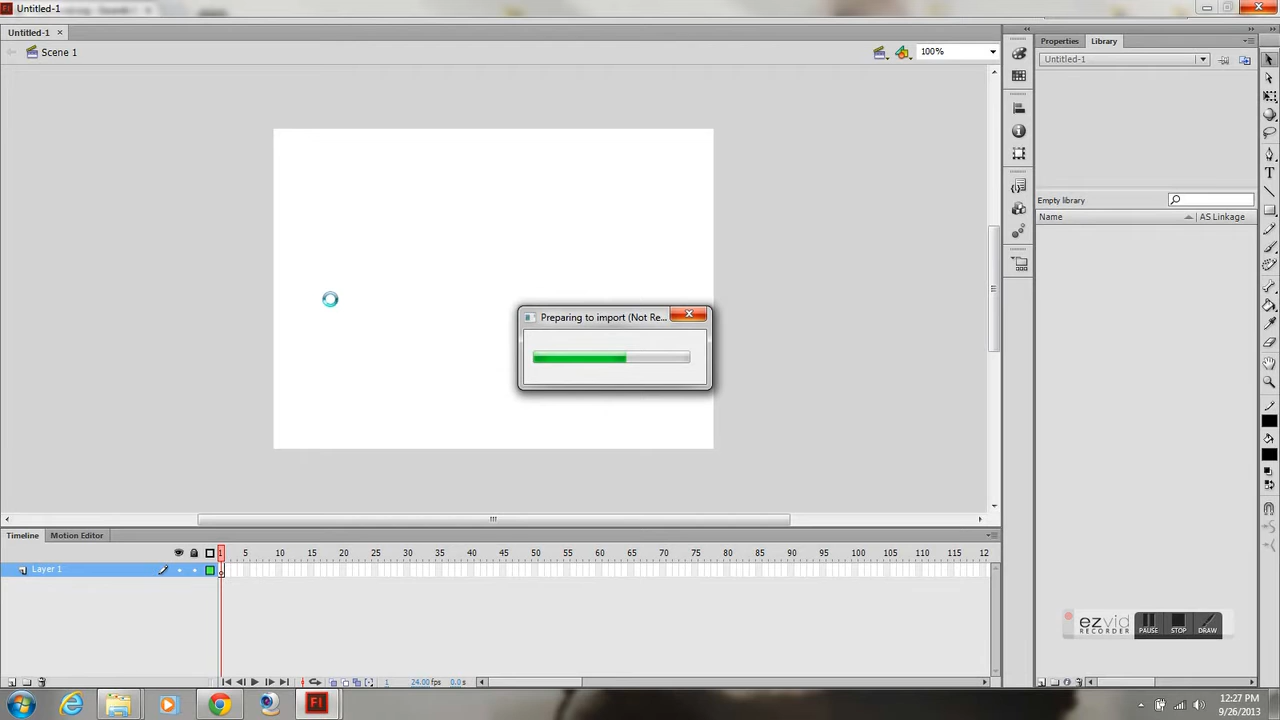 Untitled-1
Untitled-1
Scene 1
100%
Properties
Library
Untitled-1
Empty library
Name
AS Linkage
Preparing to import (Not Re...
Timeline
Motion Editor
1 5 10 15 20 25 30 35 40 45 50 55 60 65 70 75 80 85 90 95 100 105 110 115 12
Layer 1
ezvid
RECORDER
PAUSE
STOP
DRAW
1
24.00 fps
0.0 s
Fl
12:27 PM
9/26/2013